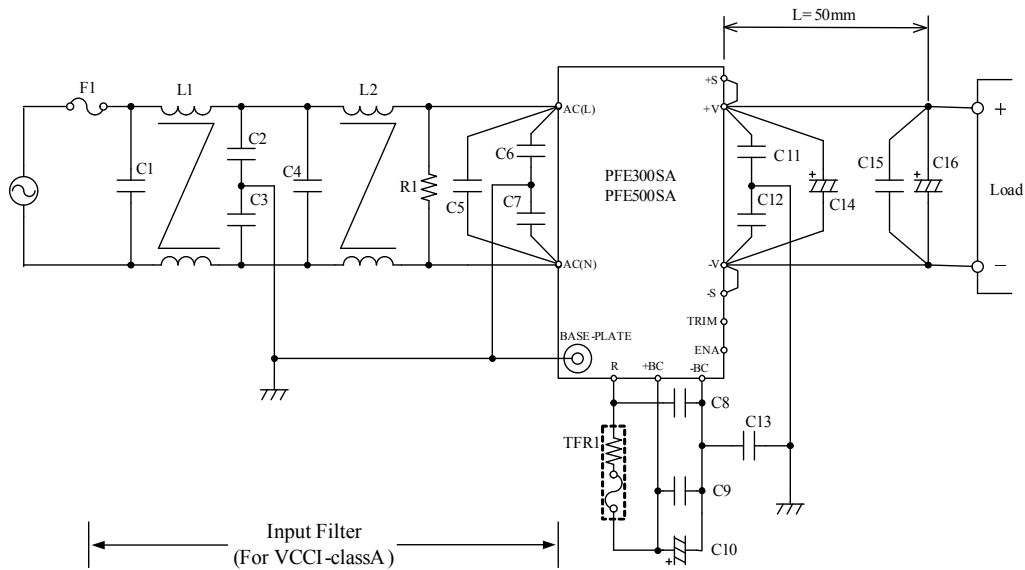 L= 50mm
F1
L1
L2
+S
AC(L)
+V
C1
C2
C3
C4
R1
C5
C6
C7
PFE300SA
PFE500SA
C11
C12
+
C14
C15
+
C16
+
Load
−
AC(N)
-V
-S
TRIM
ENA
BASE-PLATE
R
+BC
-BC
C8
C13
TFR1
C9
+
C10
Input Filter
(For VCCI-classA)